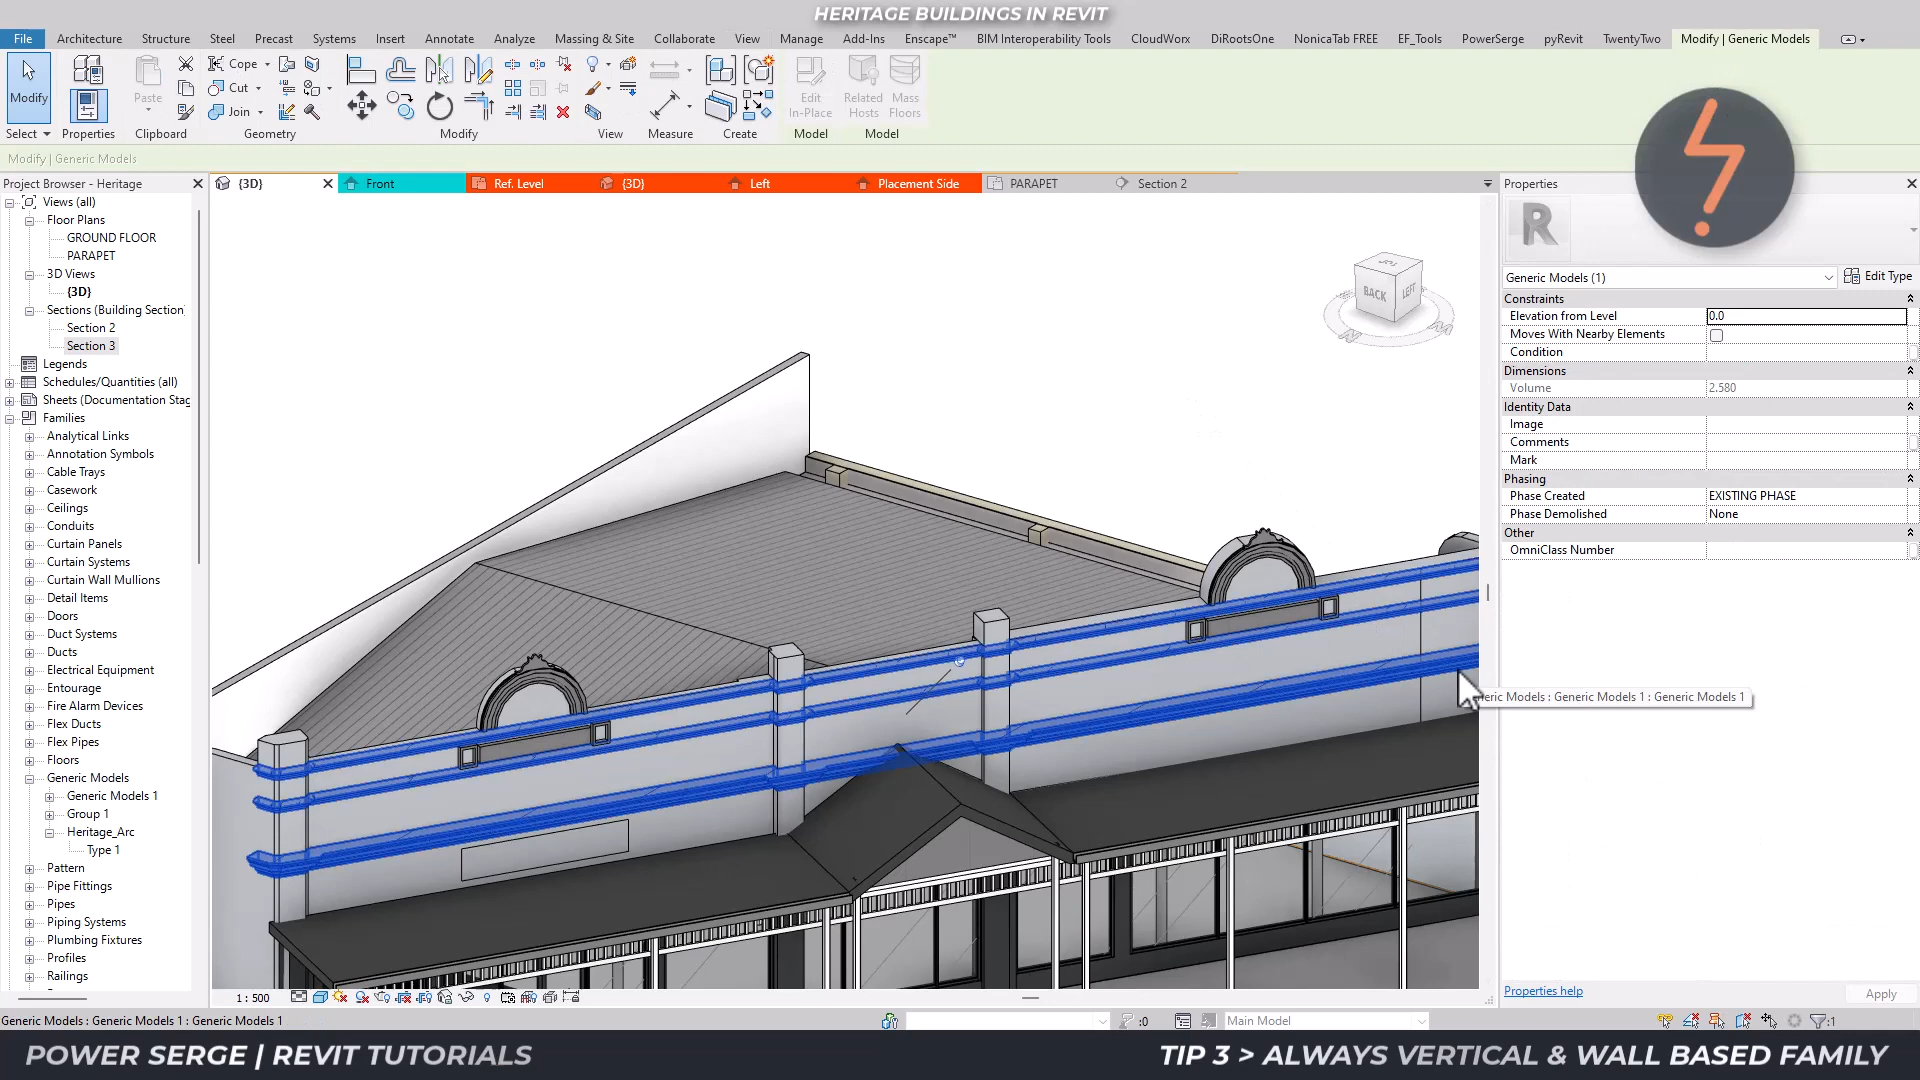 HERITAGE BUILDINGS IN REVIT
File Architecture Structure Steel Precast Systems Insert Annotate Analyze Massing & Site Collaborate View Manage Add-Ins Enscape™ BIM Interoperability Tools CloudWorx DiRootsOne NonicaTab FREE EF_Tools PowerSerge pyRevit TwentyTwo Modify | Generic Models
Modify Paste Cope Cut Join Edit In-Place Related Hosts Mass Floors
Select Properties Clipboard Geometry Modify View Measure Create Model Model
Modify | Generic Models
Project Browser - Heritage
{3D} Front Ref. Level {3D} Left Placement Side PARAPET Section 2
Properties
Views (all)
Floor Plans
GROUND FLOOR
PARAPET
3D Views
{3D}
Sections (Building Section
Section 2
Section 3
Legends
Schedules/Quantities (all)
Sheets (Documentation Stag
Families
Analytical Links
Annotation Symbols
Cable Trays
Casework
Ceilings
Conduits
Curtain Panels
Curtain Systems
Curtain Wall Mullions
Detail Items
Doors
Duct Systems
Ducts
Electrical Equipment
Entourage
Fire Alarm Devices
Flex Ducts
Flex Pipes
Floors
Generic Models
Generic Models 1
Group 1
Heritage_Arc
Type 1
Pattern
Pipe Fittings
Pipes
Piping Systems
Plumbing Fixtures
Profiles
Railings
TOP
BACK LEFT
eric Models : Generic Models 1 : Generic Models 1
R
Generic Models (1) Edit Type
Constraints
Elevation from Level 0.0
Moves With Nearby Elements
Condition
Dimensions
Volume 2.580
Identity Data
Image
Comments
Mark
Phasing
Phase Created EXISTING PHASE
Phase Demolished None
Other
OmniClass Number
Properties help Apply
1 : 500
Generic Models : Generic Models 1 : Generic Models 1 :0 Main Model :1
POWER SERGE | REVIT TUTORIALS
TIP 3 > ALWAYS VERTICAL & WALL BASED FAMILY